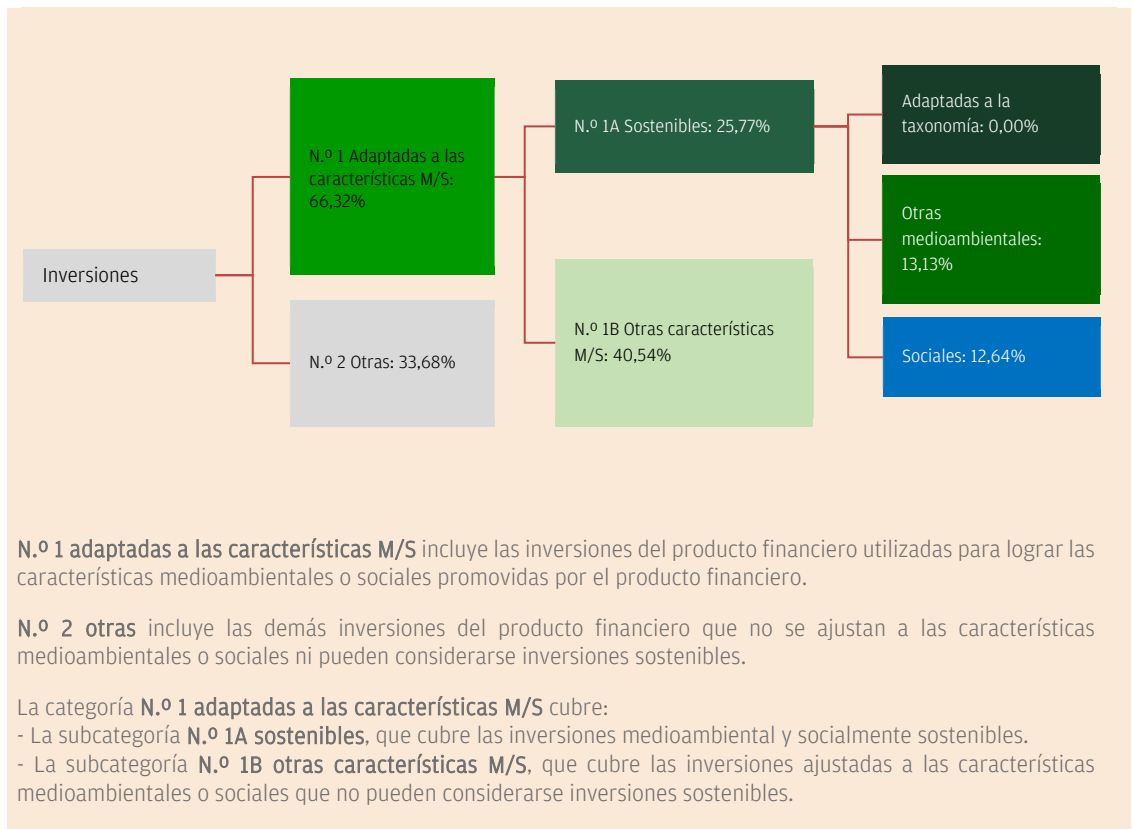 Inversiones
N.º 1 Adaptadas a las
características M/S:
66,32%
N.º 2 Otras: 33,68%
N.º 1A Sostenibles: 25,77%
N.º 1B Otras características
M/S: 40,54%
Adaptadas a la
taxonomía: 0,00%
Otras
medioambientales:
13,13%
Sociales: 12,64%
N.º 1 adaptadas a las características M/S incluye las inversiones del producto financiero utilizadas para lograr las
características medioambientales o sociales promovidas por el producto financiero.
N.º 2 otras incluye las demás inversiones del producto financiero que no se ajustan a las características
medioambientales o sociales ni pueden considerarse inversiones sostenibles.
La categoría N.º 1 adaptadas a las características M/S cubre:
- La subcategoría N.º 1A sostenibles, que cubre las inversiones medioambiental y socialmente sostenibles.
- La subcategoría N.º 1B otras características M/S, que cubre las inversiones ajustadas a las características
medioambientales o sociales que no pueden considerarse inversiones sostenibles.